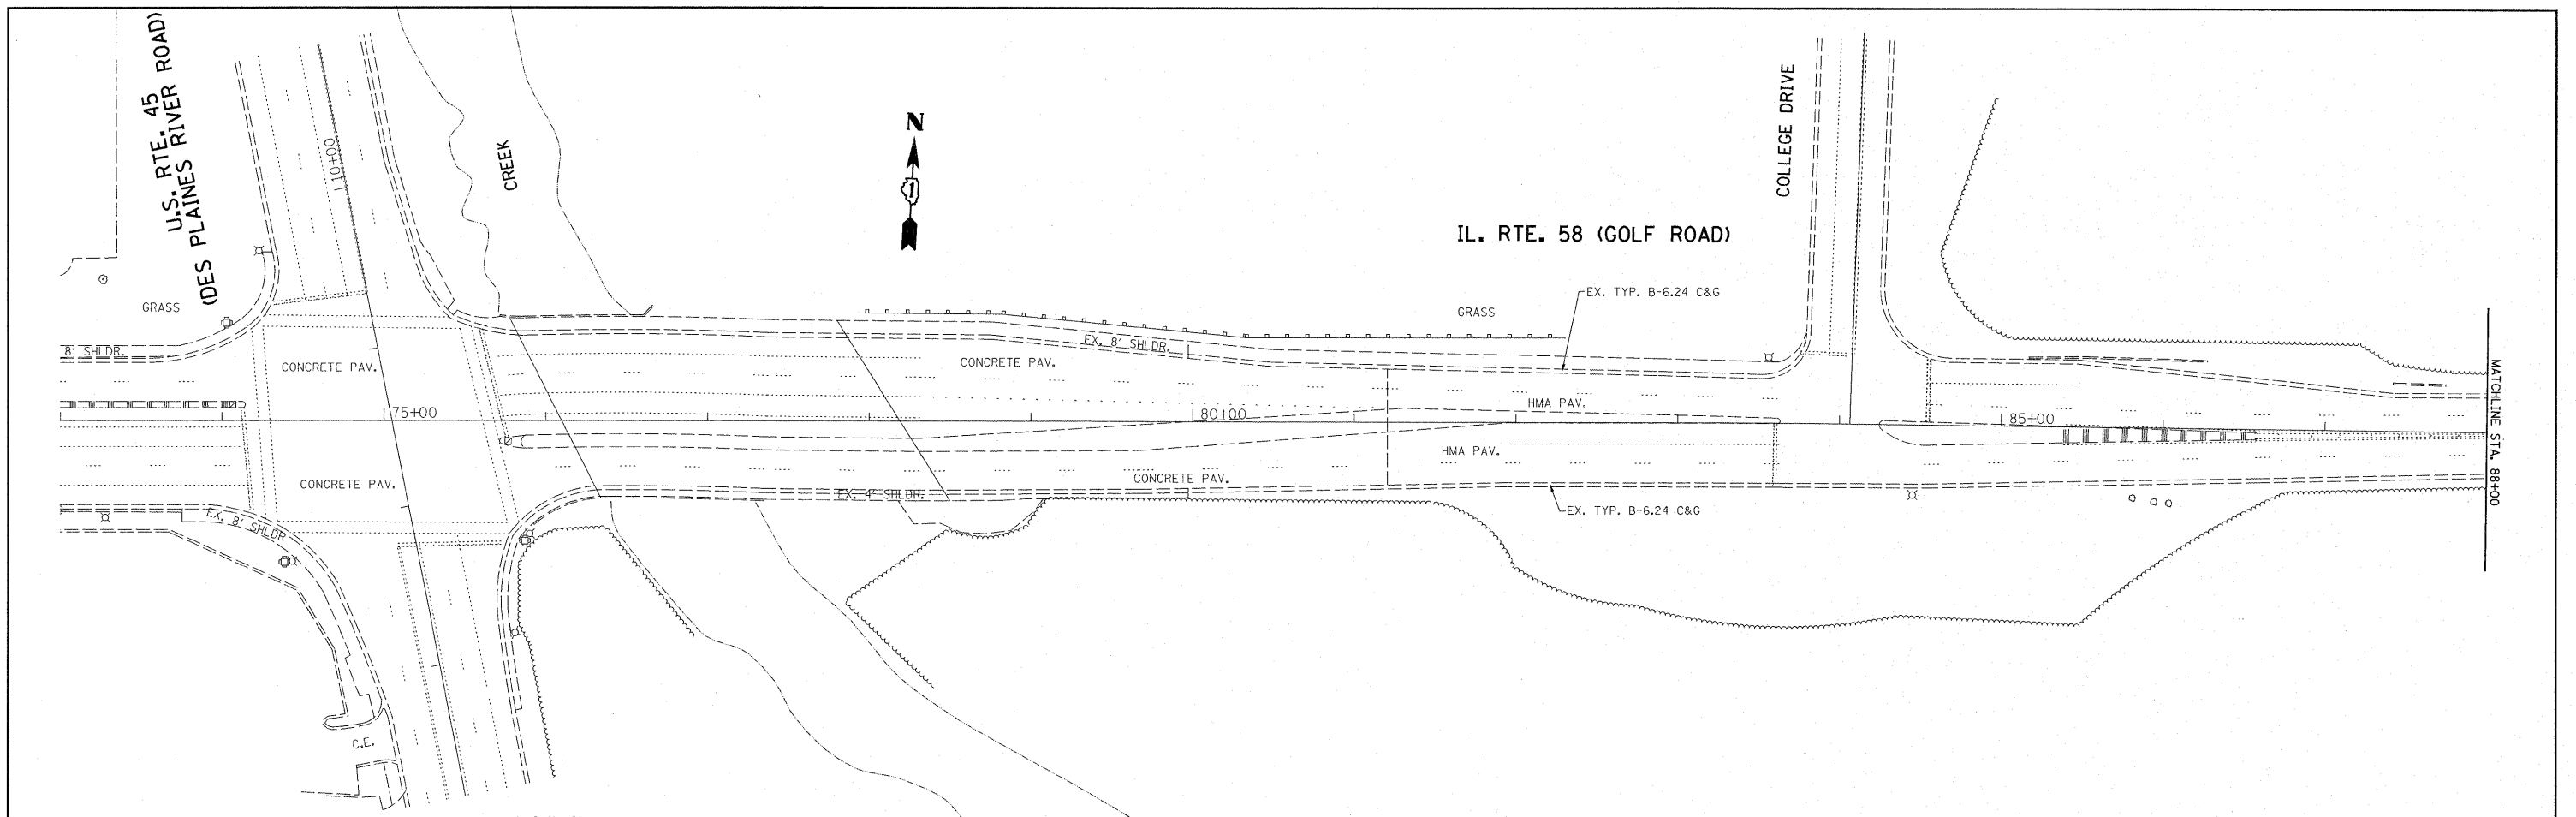 U.S. RTE. 45
(DES PLAINES RIVER ROAD)
10+00
CREEK
N
1
COLLEGE DRIVE
IL. RTE. 58 (GOLF ROAD)
EX. TYP. B-6.24 C&G
GRASS
GRASS
8' SHLDR.
EX. 8' SHLDR.
CONCRETE PAV.
CONCRETE PAV.
HMA PAV.
75+00
80+00
85+00
MATCHLINE STA. 88+00
HMA PAV.
CONCRETE PAV.
CONCRETE PAV.
EX. 4' SHLDR.
EX. TYP. B-6.24 C&G
EX. 8' SHLDR
C.E.